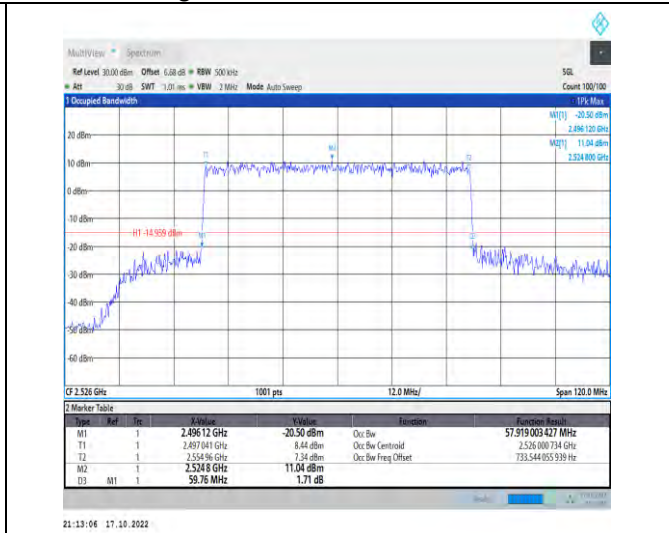 MultiView Spectrum
Ref Level 30.00 dBm Offset 6.68 dB RBW 500 kHz SGL
Att 30 dB SWT 1.01 ms VBW 2 MHz Mode Auto Sweep Count 100/100
1 Occupied Bandwidth 1Pk Max
M1[1] -20.50 dBm
2.496 120 GHz
M2[1] 11.04 dBm
2.524 800 GHz
20 dBm
10 dBm
0 dBm
-10 dBm
H1 -14.959 dBm
-20 dBm
-30 dBm
-40 dBm
-50 dBm
-60 dBm
T1
M2
T2
M1
CF 2.526 GHz 1001 pts 12.0 MHz/ Span 120.0 MHz
2 Marker Table
Type Ref Trc X-Value Y-Value Function Function Result
M1 1 2.496 12 GHz -20.50 dBm Occ Bw 57.919 003 427 MHz
T1 1 2.497 041 GHz 8.44 dBm Occ Bw Centroid 2.526 000 734 GHz
T2 1 2.554 96 GHz 7.34 dBm Occ Bw Freq Offset 733.544 055 939 Hz
M2 1 2.524 8 GHz 11.04 dBm
D3 M1 1 59.76 MHz 1.71 dB
21:13:06 17.10.2022